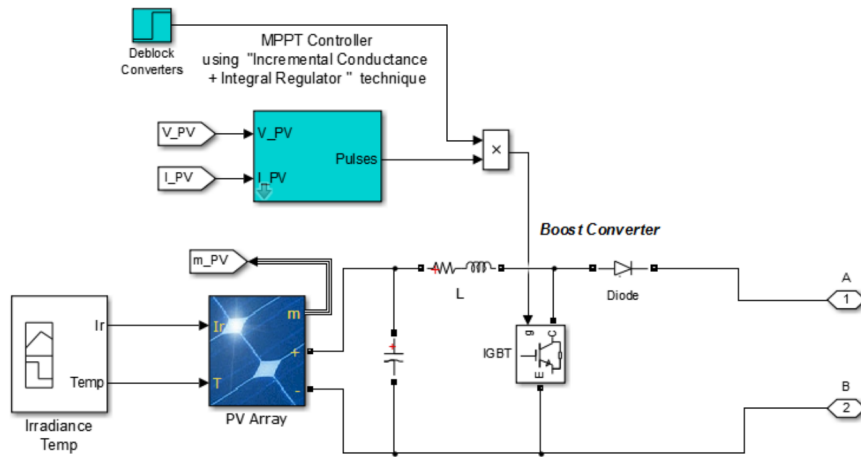 Deblock
Converters
MPPT Controller
using "Incremental Conductance
+ Integral Regulator " technique
V_PV
V_PV
Pulses
×
I_PV
I_PV
Boost Converter
m_PV
A
1
L
Diode
Ir
Ir
m
g
C
IGBT
E
+
Temp
T
-
B
2
PV Array
Irradiance
Temp